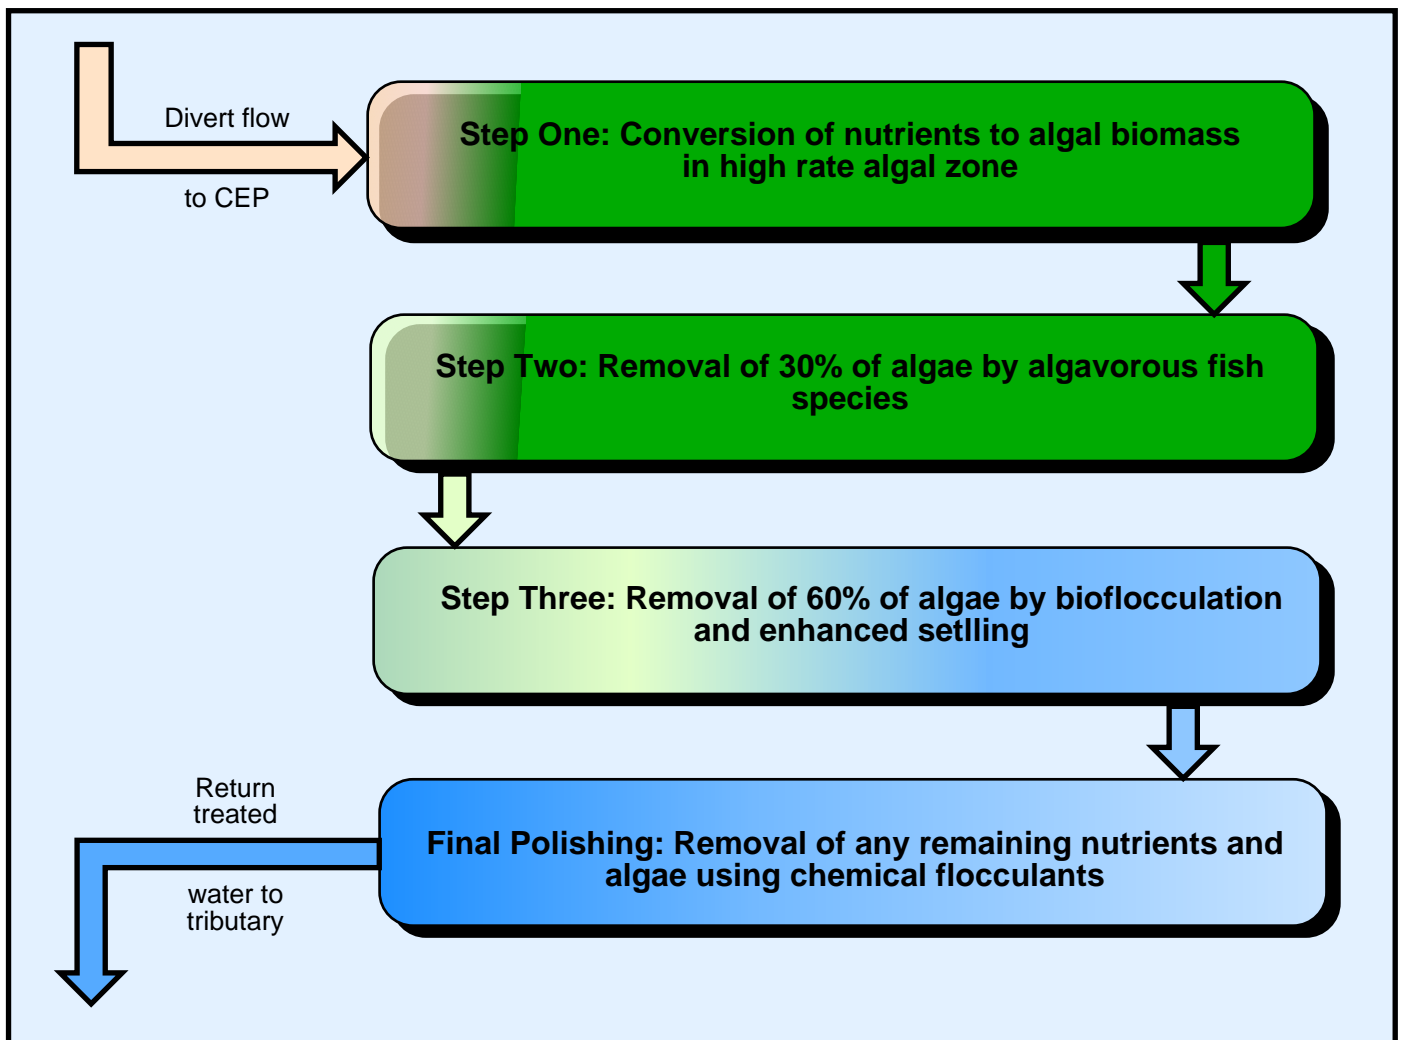 Divert flow
to CEP
Step One: Conversion of nutrients to algal biomass
in high rate algal zone
Step Two: Removal of 30% of algae by algavorous fish
species
Step Three: Removal of 60% of algae by bioflocculation
and enhanced setlling
Final Polishing: Removal of any remaining nutrients and
algae using chemical flocculants
Return
treated
water to
tributary